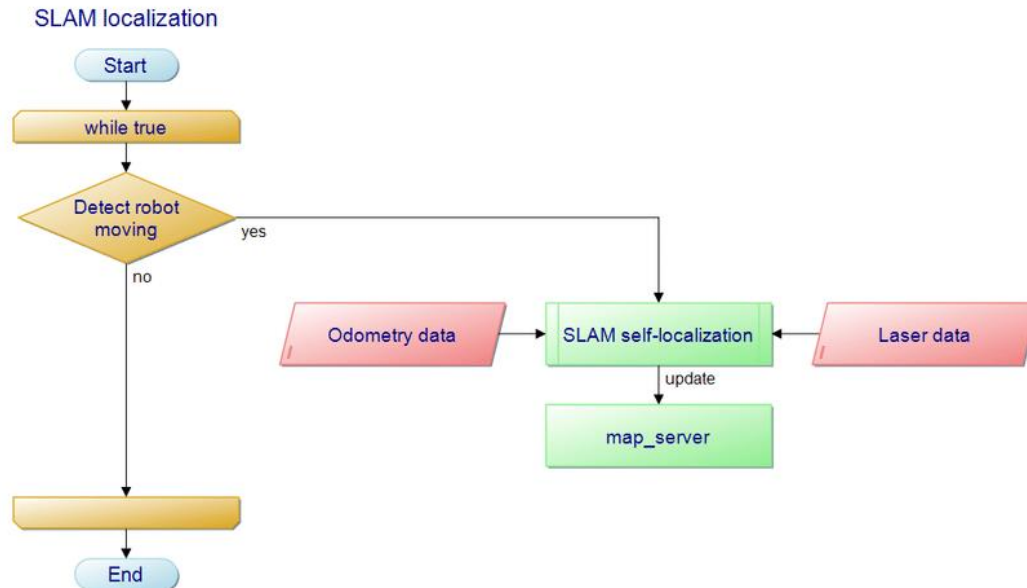 SLAM localization
Start
while true
Detect robot
moving
yes
no
Odometry data
SLAM self-localization
Laser data
update
map_server
End